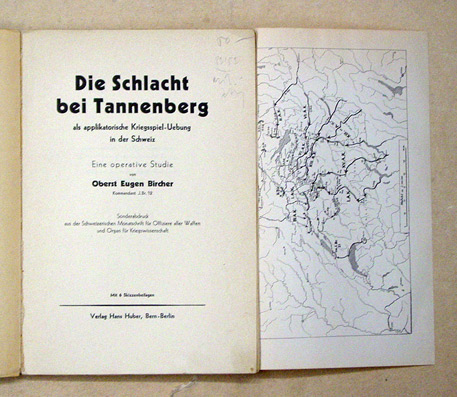 Die Schlacht
bei Tannenberg
als applikatorische Kriegsspiel-Uebung
in der Schweiz
Eine operative Studie
von
Oberst Eugen Bircher
Kommandant J. Br. 12
Sonderabdruck
aus der Schweizerischen Monatschrift für Offiziere aller Waffen
und Organ für Kriegswissenschaft
Mit 6 Skizzenbeilagen
Verlag Hans Huber, Bern-Berlin